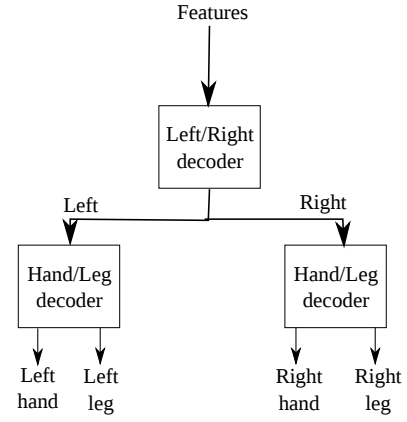 Features
Left/Right
decoder
Left
Right
Hand/Leg
decoder
Hand/Leg
decoder
Left
hand
Left
leg
Right
hand
Right
leg